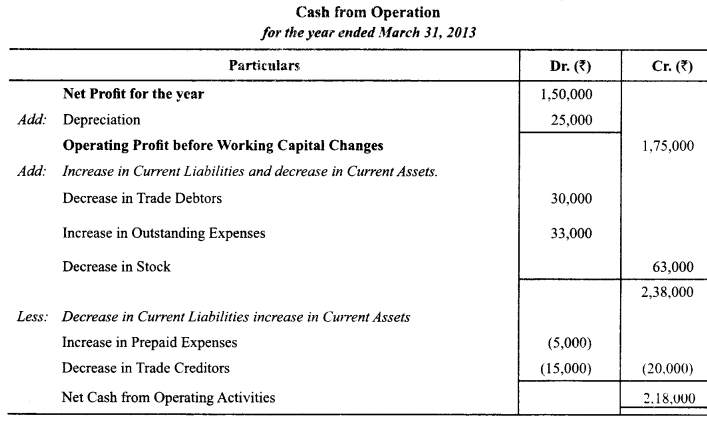 Cash from Operation
for the year ended March 31, 2013
Particulars Dr. (₹) Cr. (₹)
Net Profit for the year 1,50,000
Add: Depreciation 25,000
Operating Profit before Working Capital Changes 1,75,000
Add: Increase in Current Liabilities and decrease in Current Assets.
Decrease in Trade Debtors 30,000
Increase in Outstanding Expenses 33,000
Decrease in Stock 63,000
2,38,000
Less: Decrease in Current Liabilities increase in Current Assets
Increase in Prepaid Expenses (5,000)
Decrease in Trade Creditors (15,000) (20,000)
Net Cash from Operating Activities 2,18,000